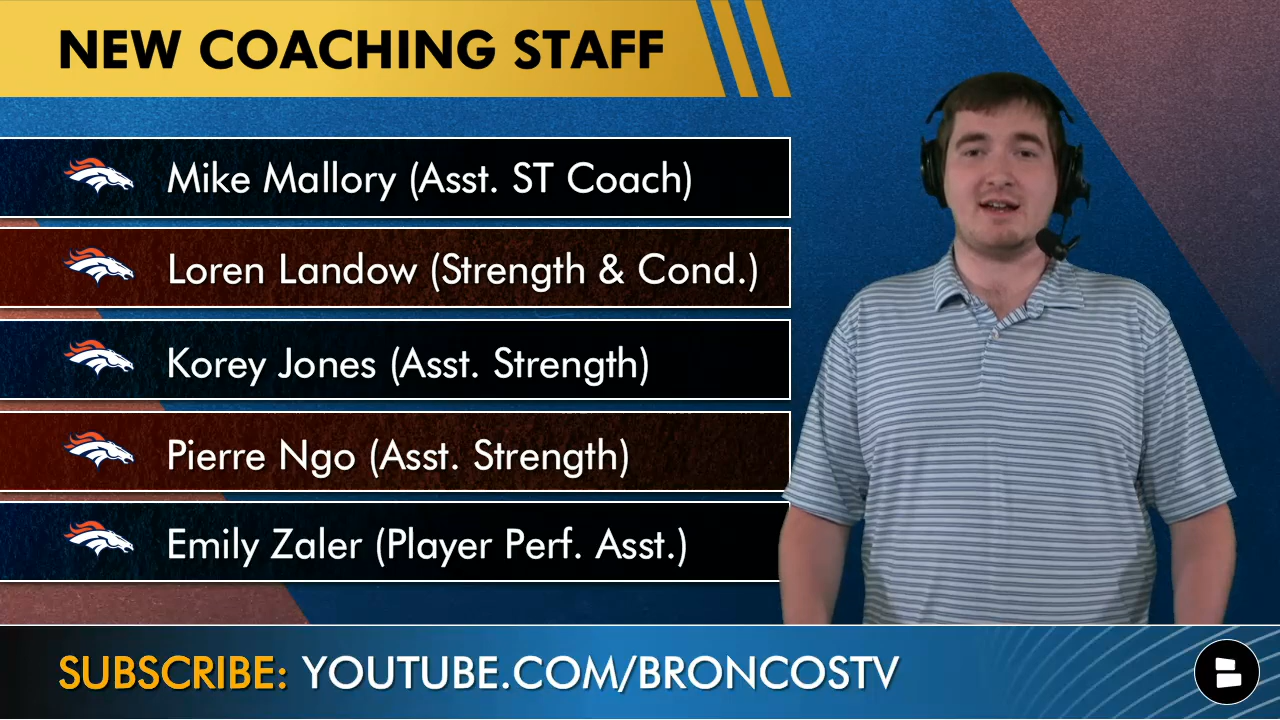 NEW COACHING STAFF
Mike Mallory (Asst. ST Coach)
Loren Landow (Strength & Cond.)
Korey Jones (Asst. Strength)
Pierre Ngo (Asst. Strength)
Emily Zaler (Player Perf. Asst.)
SUBSCRIBE: YOUTUBE.COM/BRONCOSTV